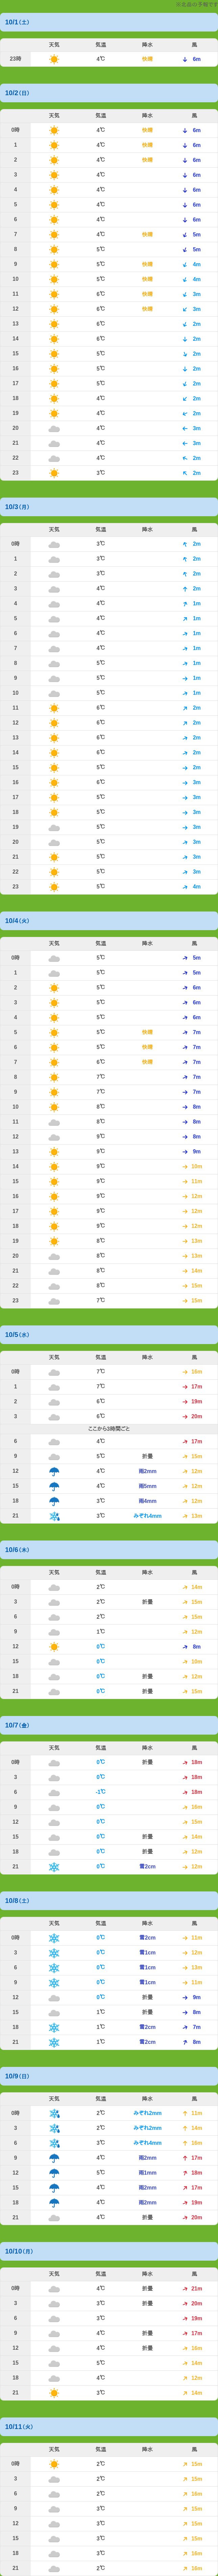 の予報です
10/1(土)
天気 気温 降水 風
23時 4℃ 快晴 6m
10/2(日)
天気 気温 降水 風
0時 4℃ 快晴 6m
1 4℃ 快晴 6m
2 4℃ 快晴 6m
3 4℃ 6m
4 4℃ 6m
5 4℃ 6m
6 4℃ 6m
7 4℃ 快晴 5m
8 5℃ 5m
9 5℃ 快晴 4m
10 5℃ 快晴 4m
11 6℃ 快晴 3m
12 6℃ 快晴 3m
13 6℃ 2m
14 6℃ 2m
15 5℃ 2m
16 5℃ 2m
17 5℃ 2m
18 4℃ 2m
19 4℃ 2m
20 4℃ 3m
21 4℃ 3m
22 4℃ 2m
23 3℃ 2m
10/3(月)
天気 気温 降水 風
0時 3℃ 2m
1 3℃ 2m
2 3℃ 2m
3 4℃ 2m
4 4℃ 1m
5 4℃ 1m
6 4℃ 1m
7 4℃ 1m
8 5℃ 1m
9 5℃ 1m
10 5℃ 1m
11 6℃ 2m
12 6℃ 2m
13 6℃ 2m
14 6℃ 2m
15 5℃ 2m
16 6℃ 3m
17 5℃ 3m
18 5℃ 3m
19 5℃ 3m
20 5℃ 3m
21 5℃ 3m
22 5℃ 3m
23 5℃ 4m
10/4(火)
天気 気温 降水 風
0時 5℃ 5m
1 5℃ 5m
2 5℃ 6m
3 5℃ 6m
4 5℃ 6m
5 5℃ 快晴 7m
6 5℃ 快晴 7m
7 6℃ 快晴 7m
8 7℃ 7m
9 7℃ 7m
10 8℃ 8m
11 8℃ 8m
12 9℃ 8m
13 9℃ 9m
14 9℃ 10m
15 9℃ 11m
16 9℃ 12m
17 9℃ 12m
18 9℃ 12m
19 8℃ 13m
20 8℃ 13m
21 8℃ 14m
22 8℃ 15m
23 7℃ 15m
10/5(水)
天気 気温 降水 風
0時 7℃ 16m
1 7℃ 17m
2 6℃ 19m
3 6℃ 20m
ここから3時間ごと
6 4℃ 17m
9 5℃ 折曇 15m
12 4℃ 雨2mm 12m
15 4℃ 雨5mm 12m
18 3℃ 雨4mm 12m
21 3℃ みぞれ4mm 13m
10/6(木)
天気 気温 降水 風
0時 2℃ 14m
3 2℃ 折曇 15m
6 2℃ 15m
9 1℃ 12m
12 0℃ 8m
15 0℃ 10m
18 0℃ 折曇 12m
21 0℃ 折曇 15m
10/7(金)
天気 気温 降水 風
0時 0℃ 折曇 18m
3 0℃ 18m
6 -1℃ 18m
9 0℃ 16m
12 0℃ 15m
15 0℃ 折曇 14m
18 0℃ 折曇 12m
21 0℃ 雪2cm 12m
10/8(土)
天気 気温 降水 風
0時 0℃ 雪2cm 11m
3 0℃ 雪1cm 12m
6 0℃ 雪1cm 13m
9 0℃ 雪1cm 11m
12 0℃ 折曇 9m
15 1℃ 折曇 8m
18 1℃ 雪2cm 7m
21 1℃ 雪2cm 8m
10/9(日)
天気 気温 降水 風
0時 2℃ みぞれ2mm 11m
3 2℃ みぞれ2mm 14m
6 3℃ みぞれ4mm 16m
9 4℃ 雨2mm 17m
12 5℃ 雨1mm 18m
15 4℃ 雨2mm 17m
18 4℃ 雨2mm 19m
21 4℃ 折曇 20m
10/10(月)
天気 気温 降水 風
0時 4℃ 折曇 21m
3 3℃ 折曇 20m
6 3℃ 19m
9 4℃ 折曇 17m
12 4℃ 折曇 16m
15 5℃ 14m
18 4℃ 12m
21 3℃ 14m
10/11(火)
天気 気温 降水 風
0時 2℃ 15m
3 2℃ 15m
6 2℃ 16m
9 3℃ 15m
12 3℃ 15m
15 3℃ 15m
18 3℃ 16m
21 2℃ 16m